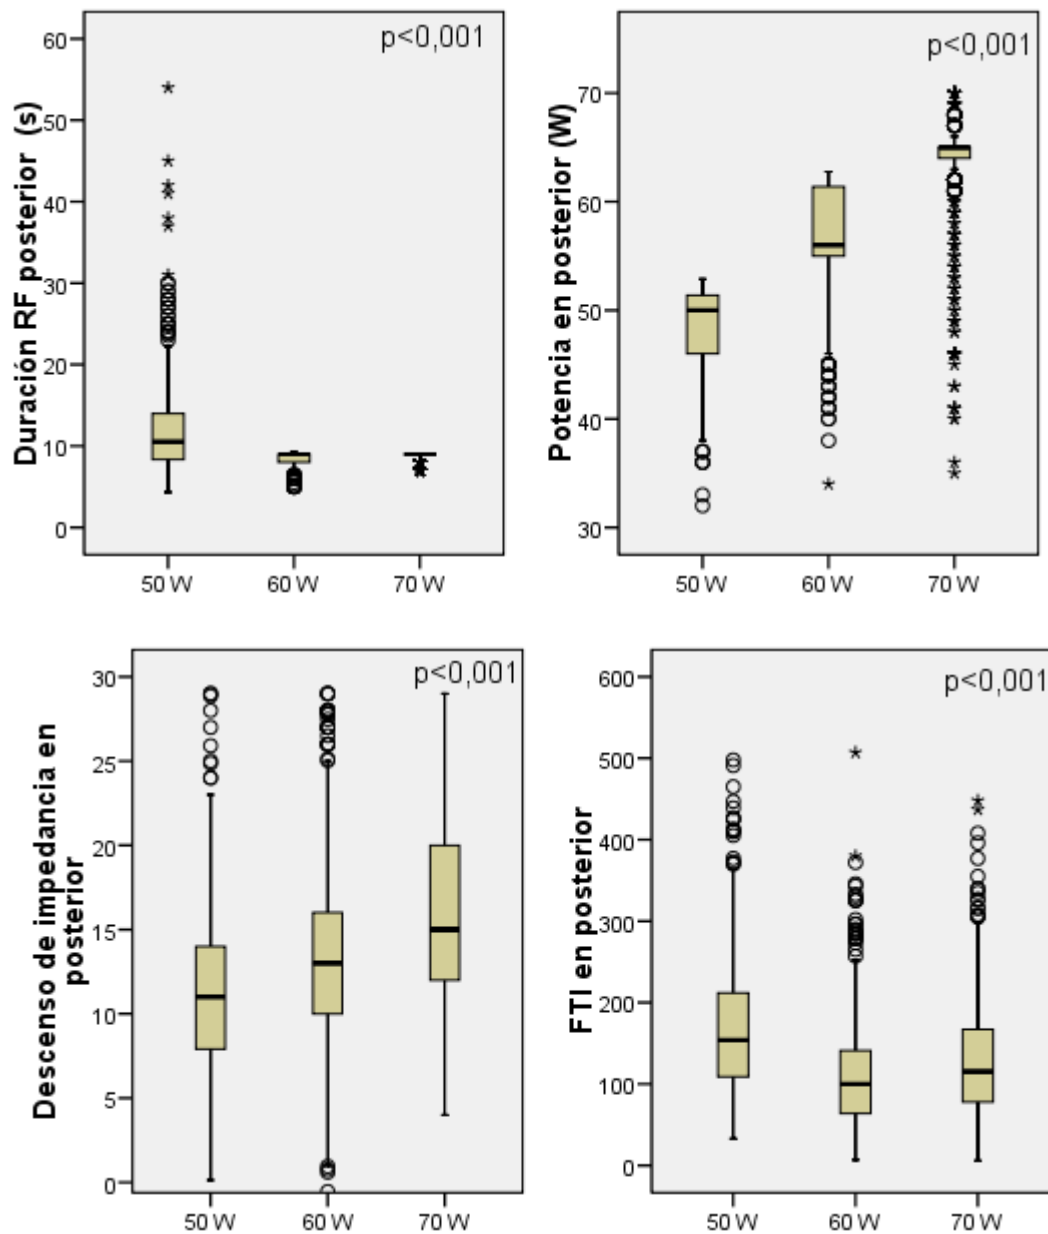 Duración RF posterior (s)
60
50
40
30
20
10
0
p<0,001
50 W
60 W
70 W
Potencia en posterior (W)
70
60
50
40
30
p<0,001
50 W
60 W
70 W
Descenso de impedancia en
posterior
30
25
20
15
10
5
0
p<0,001
50 W
60 W
70 W
FTI en posterior
600
500
400
300
200
100
0
p<0,001
50 W
60 W
70 W